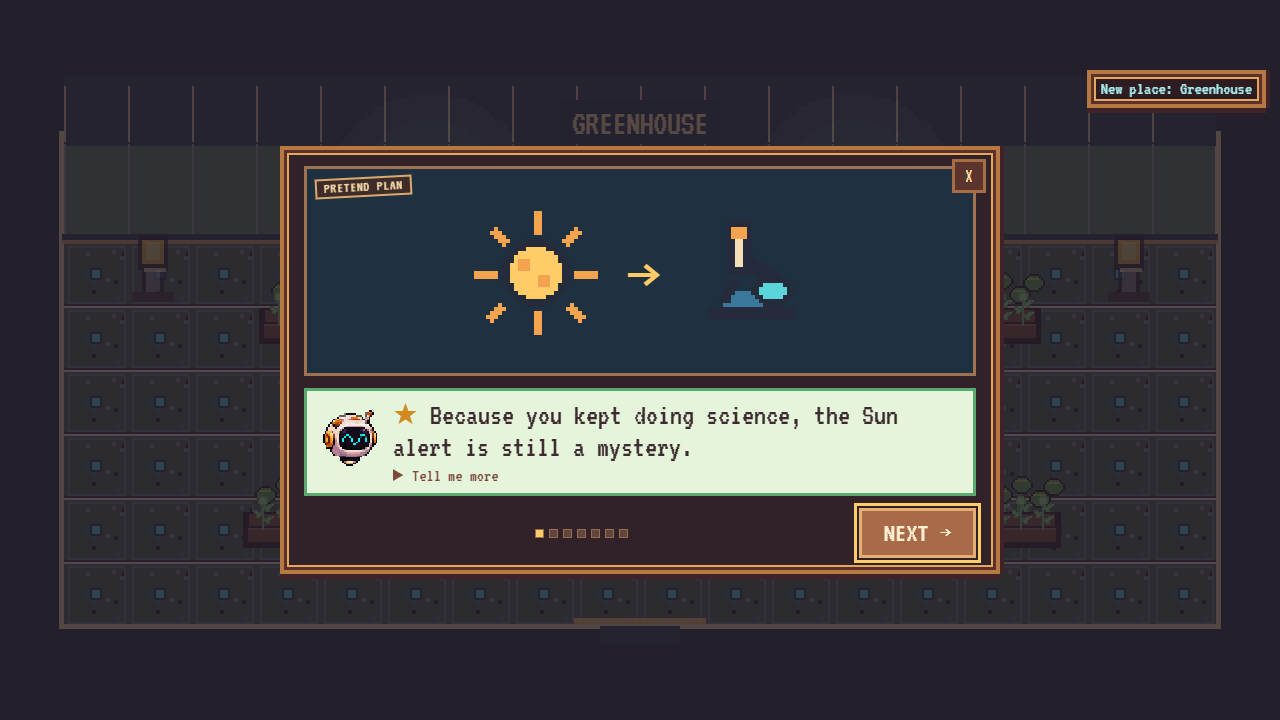 New place: Greenhouse
GREENHOUSE
PRETEND PLAN
X
★ Because you kept doing science, the Sun
alert is still a mystery.
▶ Tell me more
NEXT →